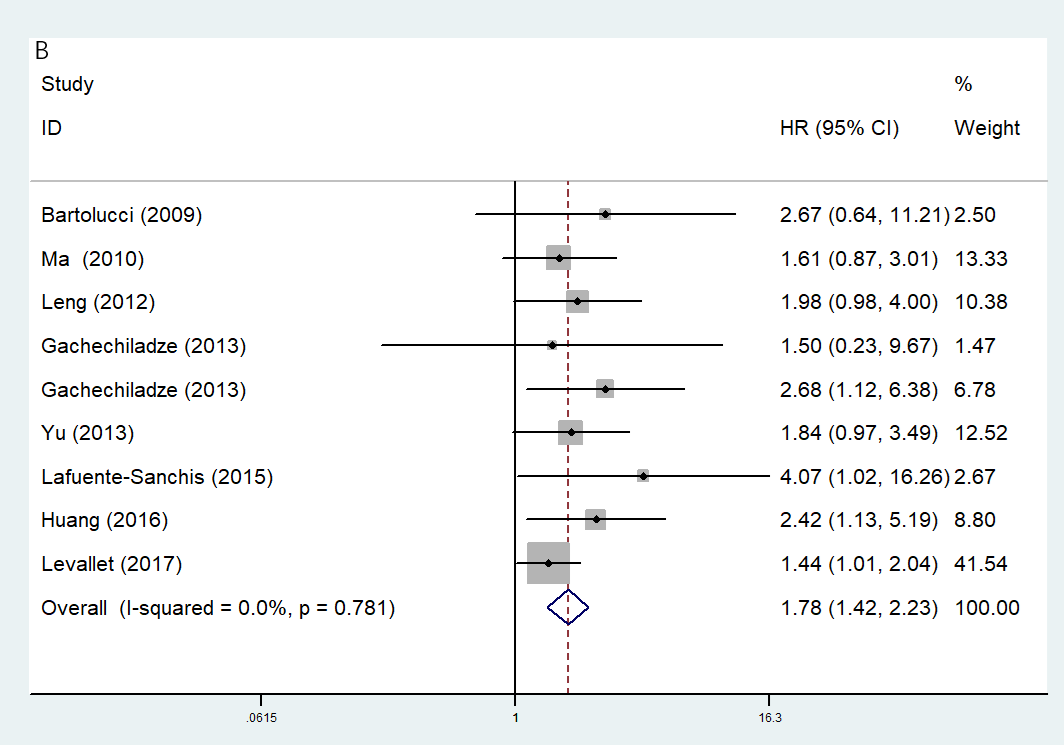 B
Study %
ID HR (95% CI) Weight
Bartolucci (2009) 2.67 (0.64, 11.21) 2.50
Ma (2010) 1.61 (0.87, 3.01) 13.33
Leng (2012) 1.98 (0.98, 4.00) 10.38
Gachechiladze (2013) 1.50 (0.23, 9.67) 1.47
Gachechiladze (2013) 2.68 (1.12, 6.38) 6.78
Yu (2013) 1.84 (0.97, 3.49) 12.52
Lafuente-Sanchis (2015) 4.07 (1.02, 16.26) 2.67
Huang (2016) 2.42 (1.13, 5.19) 8.80
Levallet (2017) 1.44 (1.01, 2.04) 41.54
Overall (I-squared = 0.0%, p = 0.781) 1.78 (1.42, 2.23) 100.00
.0615 1 16.3